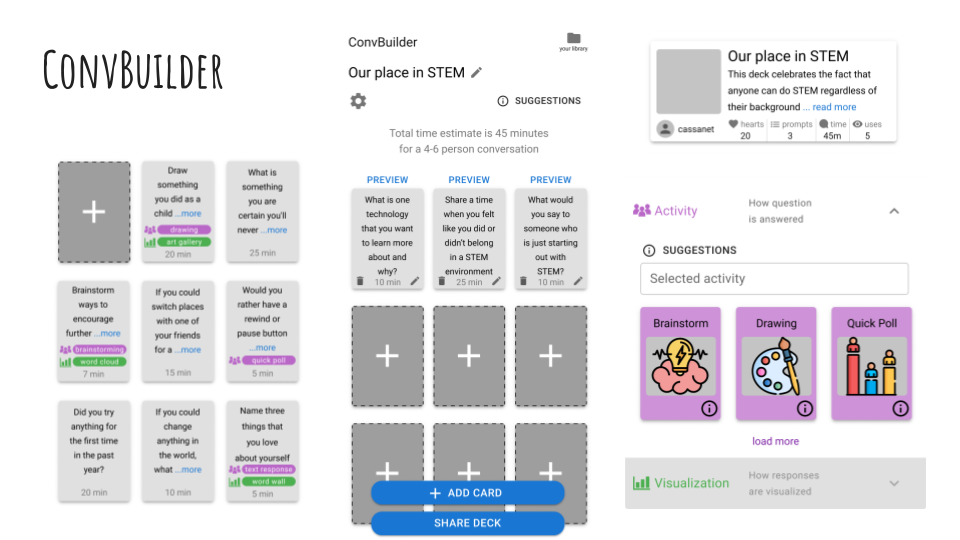 ConvBuilder
Draw
something
you did as a
child ...more
drawing
art gallery
20 min
What is
something
you are
certain you'll
never ...more
25 min
Brainstorm
ways to
encourage
further ...more
brainstorming
word cloud
7 min
If you could
switch places
with one of
your friends
for a ...more
15 min
Would you
rather have a
rewind or
pause button
...more
quick poll
5 min
Did you try
anything for
the first time
in the past
year?
20 min
If you could
change
anything in
the world,
what ...more
10 min
Name three
things that
you love
about yourself
text response
word wall
5 min
ConvBuilder
your library
Our place in STEM
SUGGESTIONS
Total time estimate is 45 minutes
for a 4-6 person conversation
PREVIEW
What is one
technology
that you want
to learn more
about and
why?
10 min
PREVIEW
Share a time
when you felt
like you did or
didn't belong
in a STEM
environment
25 min
PREVIEW
What would
you say to
someone who
is just starting
out with
STEM?
10 min
ADD CARD
SHARE DECK
Our place in STEM
This deck celebrates the fact that
anyone can do STEM regardless of
their background ... read more
cassanet
hearts
20
prompts
3
time
45m
uses
5
Activity
How question
is answered
SUGGESTIONS
Selected activity
Brainstorm
Drawing
Quick Poll
load more
Visualization
How responses
are visualized